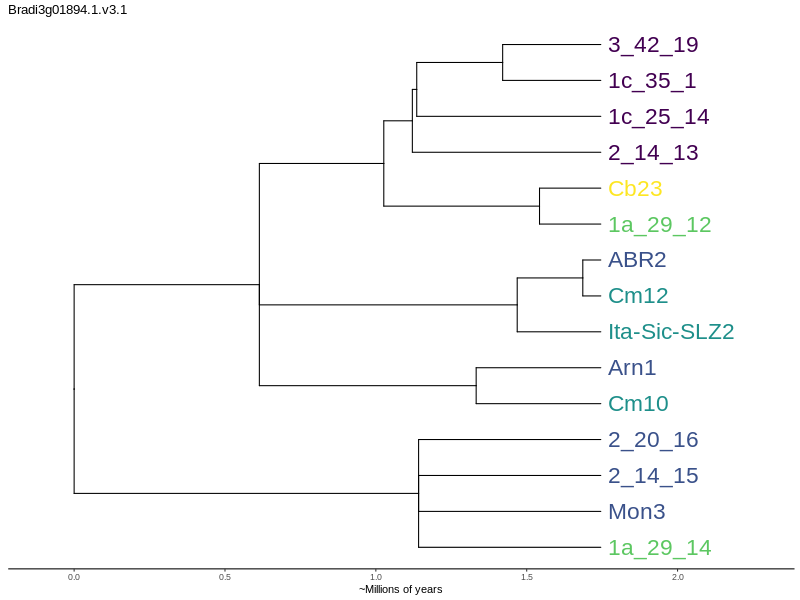 Bradi3g01894.1.v3.1
3_42_19
1c_35_1
1c_25_14
2_14_13
Cb23
1a_29_12
ABR2
Cm12
Ita-Sic-SLZ2
Arn1
Cm10
2_20_16
2_14_15
Mon3
1a_29_14
0.0 0.5 1.0 1.5 2.0
~Millions of years